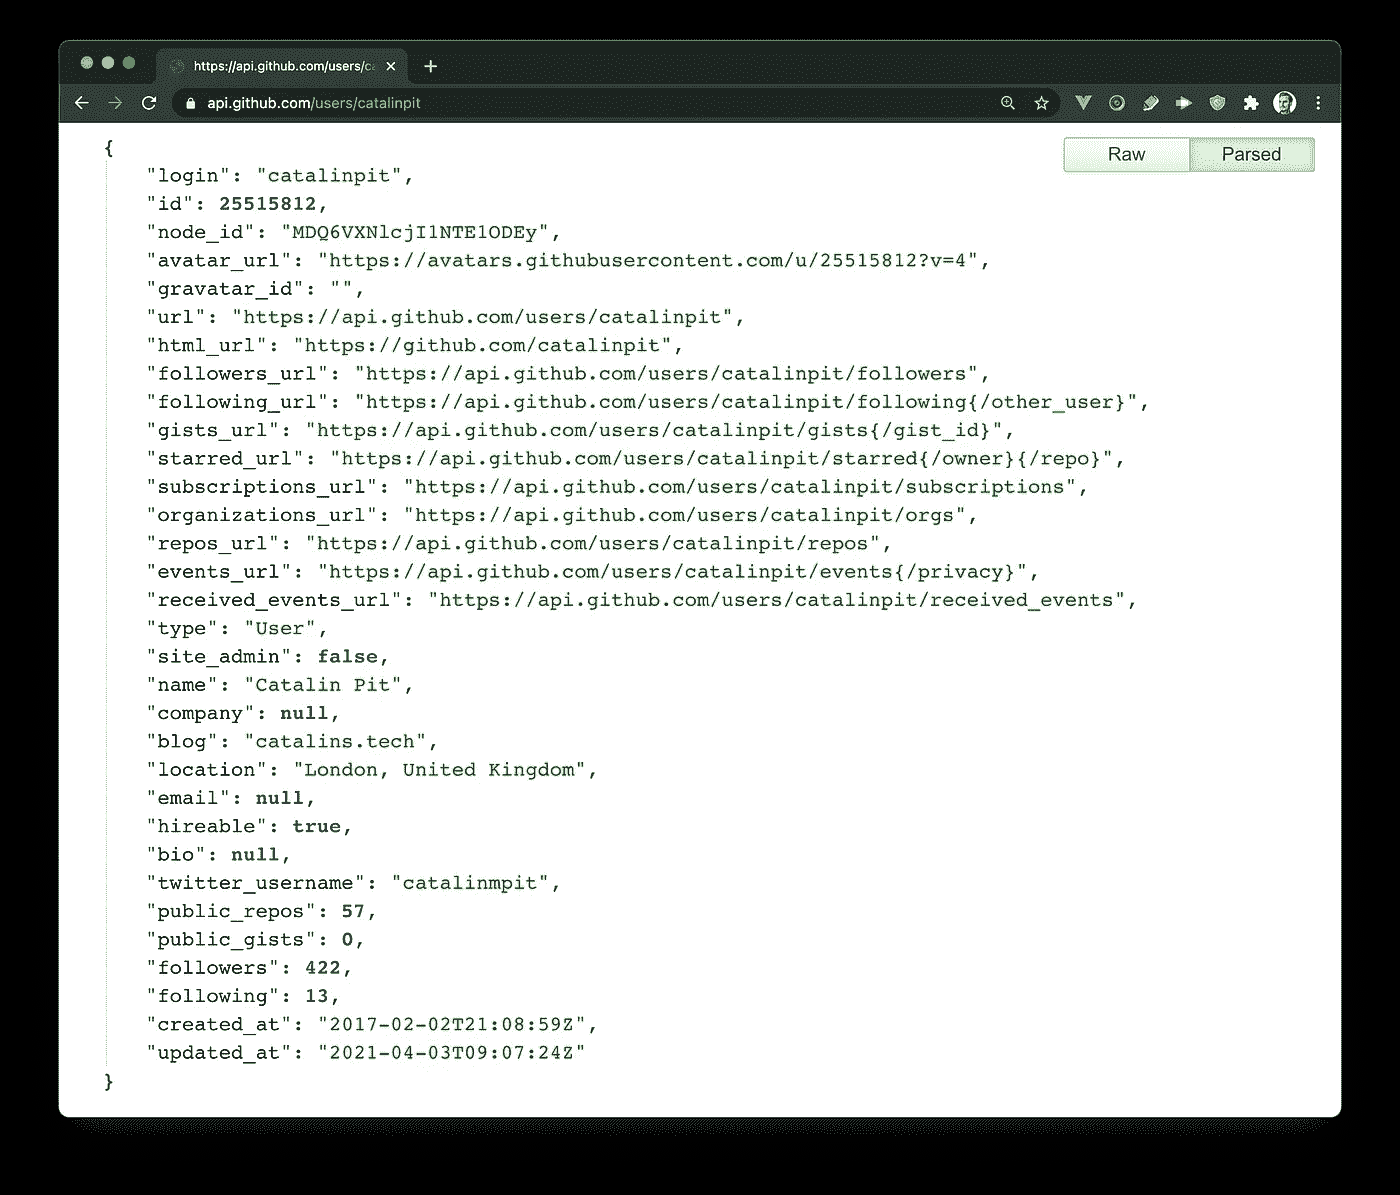 https://api.github.com/users/ca
api.github.com/users/catalinpit
Raw
Parsed
{
"login": "catalinpit",
"id": 25515812,
"node_id": "MDQ6VXNlcjI1NTE1ODEy",
"avatar_url": "https://avatars.githubusercontent.com/u/25515812?v=4",
"gravatar_id": "",
"url": "https://api.github.com/users/catalinpit",
"html_url": "https://github.com/catalinpit",
"followers_url": "https://api.github.com/users/catalinpit/followers",
"following_url": "https://api.github.com/users/catalinpit/following{/other_user}",
"gists_url": "https://api.github.com/users/catalinpit/gists{/gist_id}",
"starred_url": "https://api.github.com/users/catalinpit/starred{/owner}{/repo}",
"subscriptions_url": "https://api.github.com/users/catalinpit/subscriptions",
"organizations_url": "https://api.github.com/users/catalinpit/orgs",
"repos_url": "https://api.github.com/users/catalinpit/repos",
"events_url": "https://api.github.com/users/catalinpit/events{/privacy}",
"received_events_url": "https://api.github.com/users/catalinpit/received_events",
"type": "User",
"site_admin": false,
"name": "Catalin Pit",
"company": null,
"blog": "catalins.tech",
"location": "London, United Kingdom",
"email": null,
"hireable": true,
"bio": null,
"twitter_username": "catalinmpit",
"public_repos": 57,
"public_gists": 0,
"followers": 422,
"following": 13,
"created_at": "2017-02-02T21:08:59Z",
"updated_at": "2021-04-03T09:07:24Z"
}